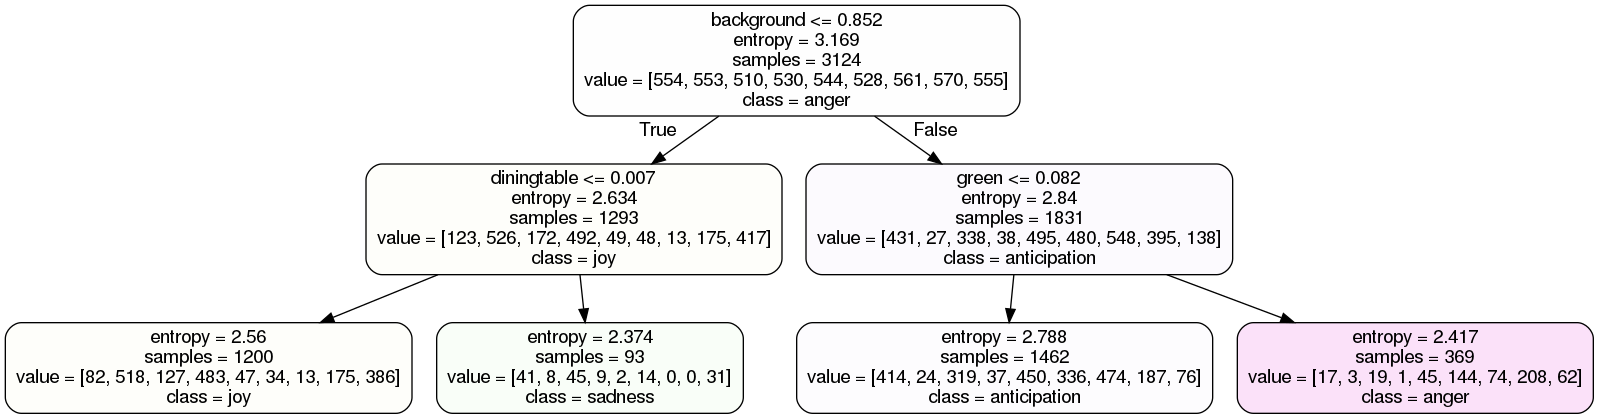 background <= 0.852
entropy = 3.169
samples = 3124
value = [554, 553, 510, 530, 544, 528, 561, 570, 555]
class = anger
True
False
diningtable <= 0.007
entropy = 2.634
samples = 1293
value = [123, 526, 172, 492, 49, 48, 13, 175, 417]
class = joy
green <= 0.082
entropy = 2.84
samples = 1831
value = [431, 27, 338, 38, 495, 480, 548, 395, 138]
class = anticipation
entropy = 2.56
samples = 1200
value = [82, 518, 127, 483, 47, 34, 13, 175, 386]
class = joy
entropy = 2.374
samples = 93
value = [41, 8, 45, 9, 2, 14, 0, 0, 31]
class = sadness
entropy = 2.788
samples = 1462
value = [414, 24, 319, 37, 450, 336, 474, 187, 76]
class = anticipation
entropy = 2.417
samples = 369
value = [17, 3, 19, 1, 45, 144, 74, 208, 62]
class = anger